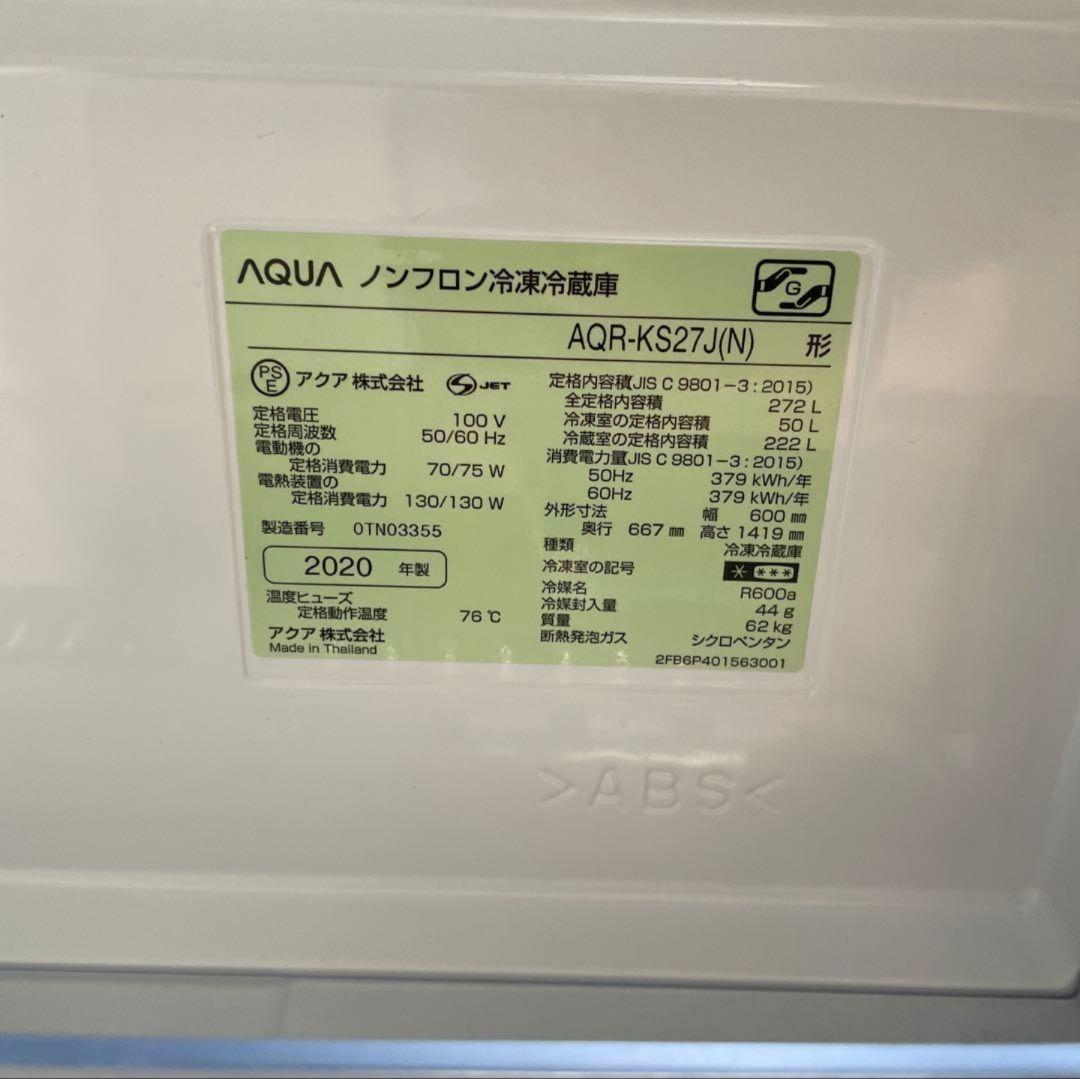 AQUA ノンフロン冷凍冷蔵庫
G
AQR-KS27J(N) 形
PS E アクア 株式会社 S JET
定格電圧 100 V
定格周波数 50/60 Hz
電動機の
定格消費電力 70/75 W
電熱装置の
定格消費電力 130/130 W
製造番号 0TN03355
2020 年製
温度ヒューズ
定格動作温度 76 ℃
アクア 株式会社
Made in Thailand
定格内容積(JIS C 9801-3:2015)
全定格内容積 272 L
冷凍室の定格内容積 50 L
冷蔵室の定格内容積 222 L
消費電力量(JIS C 9801-3:2015)
50Hz 379 kWh/年
60Hz 379 kWh/年
外形寸法 幅 600 ㎜
奥行 667 ㎜ 高さ 1419 ㎜
種類 冷凍冷蔵庫
冷凍室の記号 * ***
冷媒名 R600a
冷媒封入量 44 g
質量 62 kg
断熱発泡ガス シクロペンタン
2FB6P401563001
>ABS<